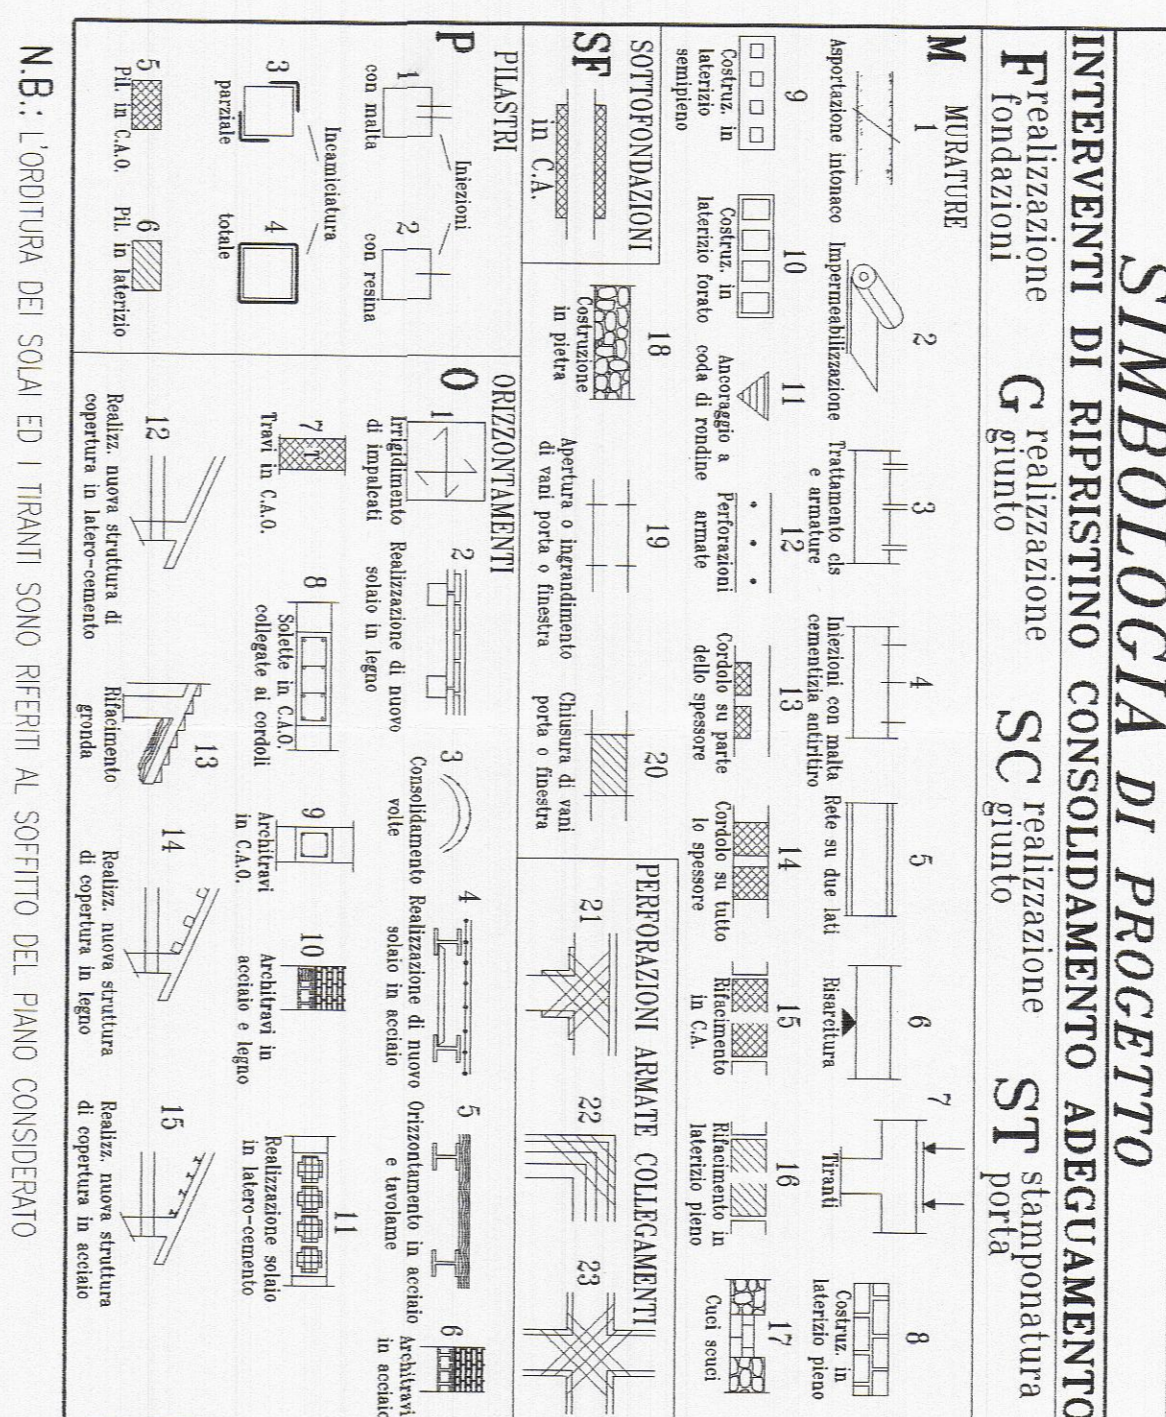 SIMBOLOGIA DI PROGETTO
INTERVENTI DI RIPRISTINO CONSOLIDAMENTO ADEGUAMENTO
F realizzazione
fondazioni
G realizzazione
giunto
SC realizzazione
giunto
ST stamponatura
porta
M MURATURE
1
Asportazione intonaco
2
Impermeabilizzazione
3
Trattamento cls
e armature
4
Iniezioni con malta
cementizia antiritiro
5
Rete su due lati
6
Risarcitura
7
Tiranti
8
Costruz. in
laterizio pieno
9
Costruz. in
laterizio
semipieno
10
Costruz. in
laterizio forato
11
Ancoraggio a
coda di rondine
12
Perforazioni
armate
13
Cordolo su parte
dello spessore
14
Cordolo su tutto
lo spessore
15
Rifacimento
in C.A.
16
Rifacimento in
laterizio pieno
17
Cuci scuci
SOTTOFONDAZIONI
SF
in C.A.
18
Costruzione
in pietra
19
Apertura o ingrandimento
di vani porta o finestra
20
Chiusura di vani
porta o finestra
PERFORAZIONI ARMATE COLLEGAMENTI
21
22
23
PILASTRI
P
1
con malta
Iniezioni
2
con resina
3
parziale
Incamiciatura
4
totale
5
Pil. in C.A.O.
6
Pil. in laterizio
ORIZZONTAMENTI
O
1
Irrigidimento
di impalcati
2
Realizzazione di nuovo
solaio in legno
3
Consolidamento
volte
4
Realizzazione di nuovo
solaio in acciaio
5
Orizzontamento in acciaio
e tavolame
6
Architravi
in acciaio
7
T
Travi in C.A.O.
8
Solette in C.A.O.
collegate ai cordoli
9
Architravi
in C.A.O.
10
Architravi in
acciaio e legno
11
Realizzazione solaio
in latero-cemento
12
Realizz. nuova struttura di
copertura in latero-cemento
13
Rifacimento
gronda
14
Realizz. nuova struttura
di copertura in legno
15
Realizz. nuova struttura
di copertura in acciaio
N.B.: L'ORDITURA DEI SOLAI ED I TIRANTI SONO RIFERITI AL SOFFITTO DEL PIANO CONSIDERATO